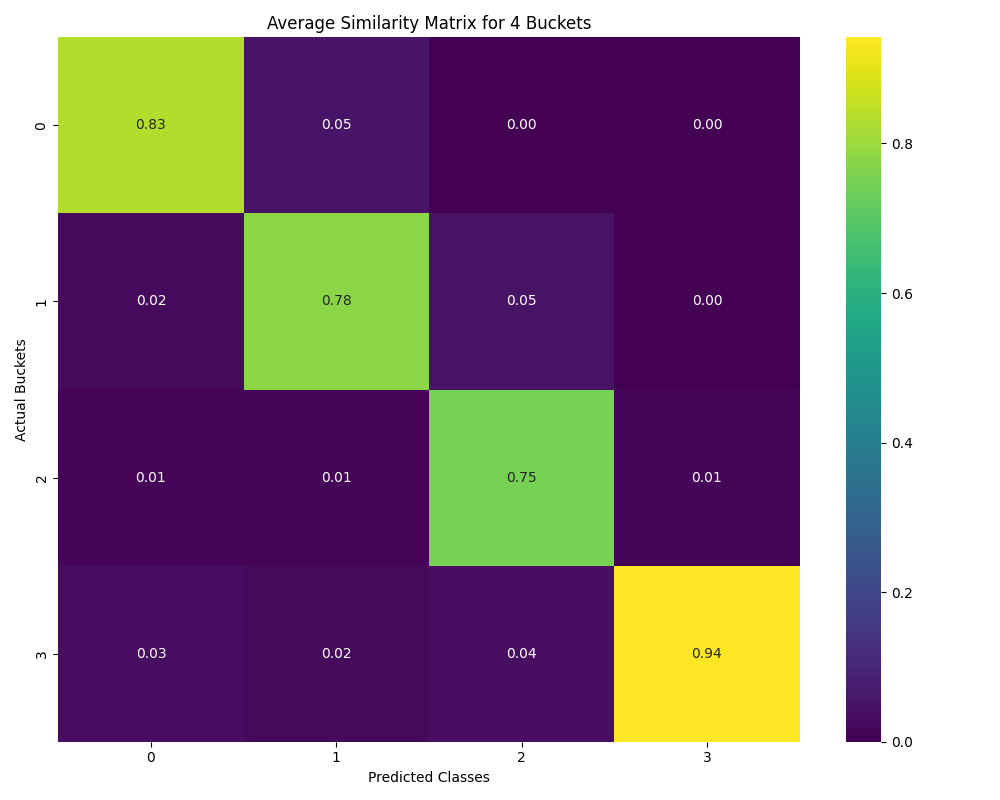 Average Similarity Matrix for 4 Buckets
0.83 0.05 0.00 0.00
0.02 0.78 0.05 0.00
0.01 0.01 0.75 0.01
0.03 0.02 0.04 0.94
0
1
2
3
Actual Buckets
0 1 2 3
Predicted Classes
0.8
0.6
0.4
0.2
0.0